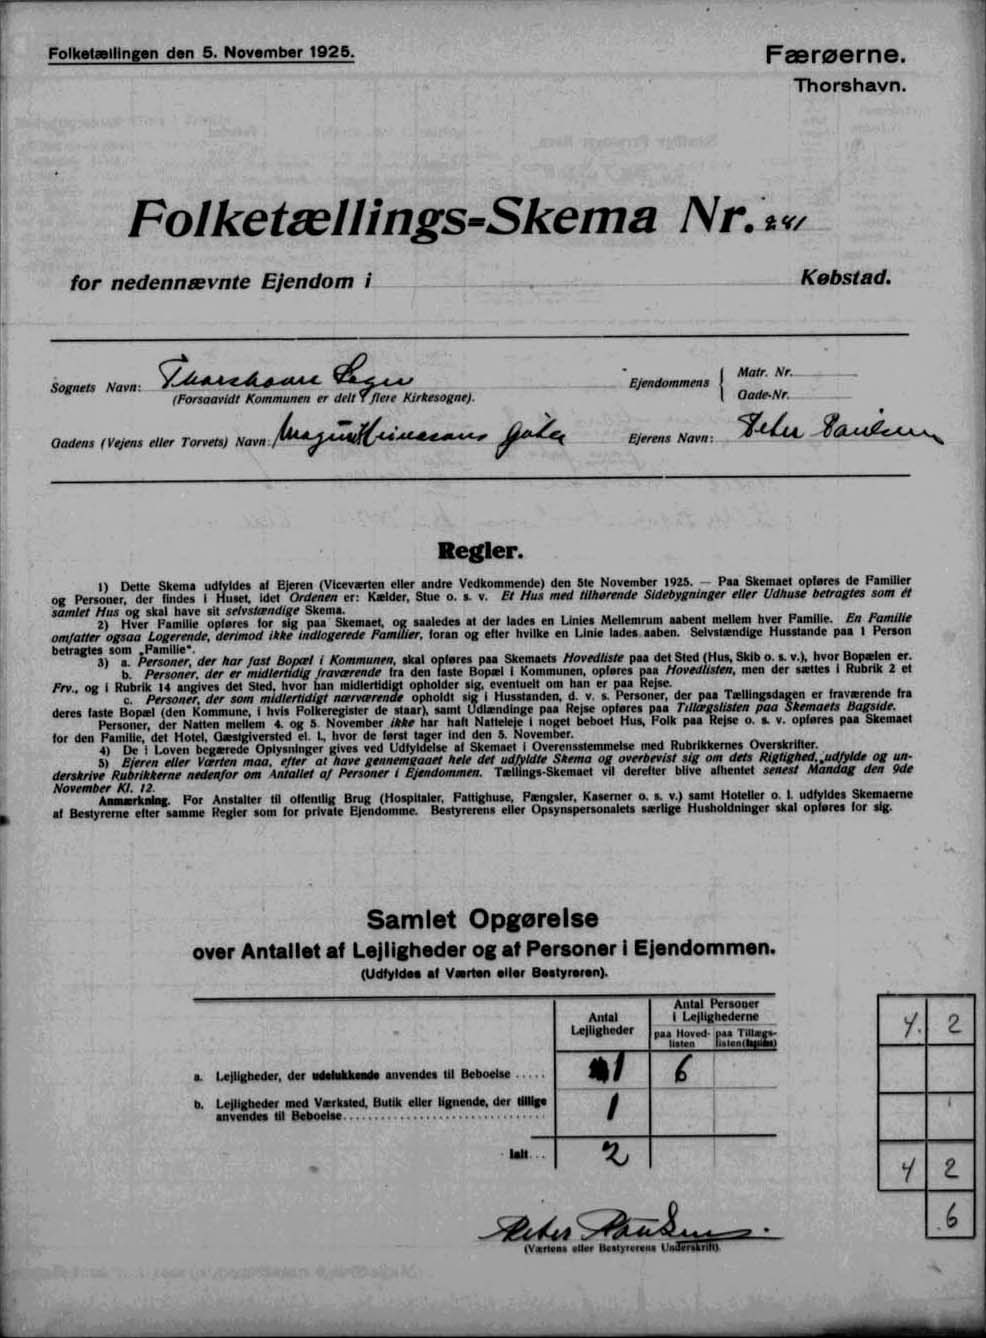 Folketællingen den 5. November 1925.
Færøerne.
Thorshavn.
Folketællings-Skema Nr. 241
for nedennævnte Ejendom i Købstad.
Sognets Navn: Thorshavn Sogn
(Forsaavidt Kommunen er delt i flere Kirkesogne).
Ejendommens { Matr. Nr.
Gade-Nr.
Gadens (Vejens eller Torvets) Navn: Magnus Heinesens Gøta
Ejerens Navn: Peter Paulsen
Regler.
1) Dette Skema udfyldes af Ejeren (Viceværten eller andre Vedkommende) den 5te November 1925. — Paa Skemaet opføres de Familier
og Personer, der findes i Huset, idet Ordenen er: Kælder, Stue o. s. v. Et Hus med tilhørende Sidebygninger eller Udhuse betragtes som ét
samlet Hus og skal have sit selvstændige Skema.
2) Hver Familie opføres for sig paa Skemaet, og saaledes at der lades en Linies Mellemrum aabent mellem hver Familie. En Familie
omfatter ogsaa Logerende, derimod ikke indlogerede Familier, foran og efter hvilke en Linie lades aaben. Selvstændige Husstande paa 1 Person
betragtes som „Familie“.
3) a. Personer, der har fast Bopæl i Kommunen, skal opføres paa Skemaets Hovedliste paa det Sted (Hus, Skib o. s. v.), hvor Bopælen er.
b. Personer, der er midlertidig fraværende fra den faste Bopæl i Kommunen, opføres paa Hovedlisten, men der sættes i Rubrik 2 et
Frv., og i Rubrik 14 angives det Sted, hvor han midlertidigt opholder sig, eventuelt om han er paa Rejse.
c. Personer, der som midlertidigt nærværende opholdt sig i Husstanden, d. v. s. Personer, der paa Tællingsdagen er fraværende fra
deres faste Bopæl (den Kommune, i hvis Folkeregister de staar), samt Udlændinge paa Rejse opføres paa Tillægslisten paa Skemaets Bagside.
Personer, der Natten mellem 4. og 5. November ikke har haft Natteleje i noget beboet Hus, Folk paa Rejse o. s. v. opføres paa Skemaet
for den Familie, det Hotel, Gæstgiversted el. l., hvor de først tager ind den 5. November.
4) De i Loven begærede Oplysninger gives ved Udfyldelse af Skemaet i Overensstemmelse med Rubrikkernes Overskrifter.
5) Ejeren eller Værten maa, efter at have gennemgaaet hele det udfyldte Skema og overbevist sig om dets Rigtighed, udfylde og un-
derskrive Rubrikkerne nedenfor om Antallet af Personer i Ejendommen. Tællings-Skemaet vil derefter blive afhentet senest Mandag den 9de
November Kl. 12.
Anmærkning. For Anstalter til offentlig Brug (Hospitaler, Fattighuse, Fængsler, Kaserner o. s. v.) samt Hoteller o. l. udfyldes Skemaerne
af Bestyrerne efter samme Regler som for private Ejendomme. Bestyrerens eller Opsynspersonalets særlige Husholdninger skal opføres for sig.
Samlet Opgørelse
over Antallet af Lejligheder og af Personer i Ejendommen.
(Udfyldes af Værten eller Bestyreren).
Antal Lejligheder
Antal Personer i Lejlighederne
paa Hoved-listen
paa Tillægs-listen (bagsiden)
4. 2
a. Lejligheder, der udelukkende anvendes til Beboelse ..... 1 6
b. Lejligheder med Værksted, Butik eller lignende, der tillige
anvendes til Beboelse 1
Ialt... 2
4 2
6
Peter Paulsen.
(Værtens eller Bestyrerens Underskrift).